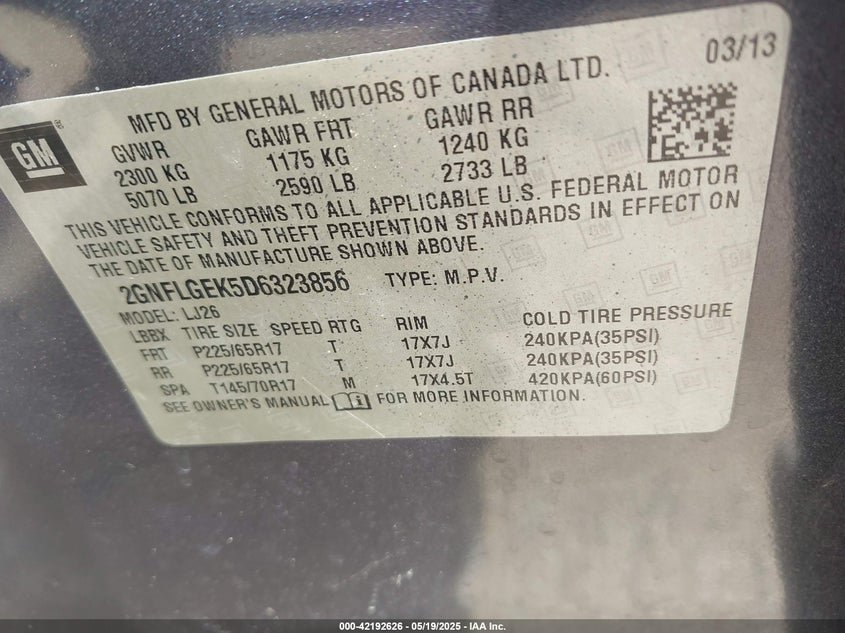 03/13
MFD BY GENERAL MOTORS OF CANADA LTD.
GM ®
GVWR GAWR FRT GAWR RR
2300 KG 1175 KG 1240 KG
5070 LB 2590 LB 2733 LB
THIS VEHICLE CONFORMS TO ALL APPLICABLE U.S. FEDERAL MOTOR
VEHICLE SAFETY AND THEFT PREVENTION STANDARDS IN EFFECT ON
THE DATE OF MANUFACTURE SHOWN ABOVE.
2GNFLGEK5D6323856 TYPE: M.P.V.
MODEL: LJ26
LBBX TIRE SIZE SPEED RTG RIM COLD TIRE PRESSURE
FRT P225/65R17 T 17X7J 240KPA(35PSI)
RR P225/65R17 T 17X7J 240KPA(35PSI)
SPA T145/70R17 M 17X4.5T 420KPA(60PSI)
SEE OWNER'S MANUAL i FOR MORE INFORMATION.
000-42192626 - 05/19/2025 - IAA Inc.